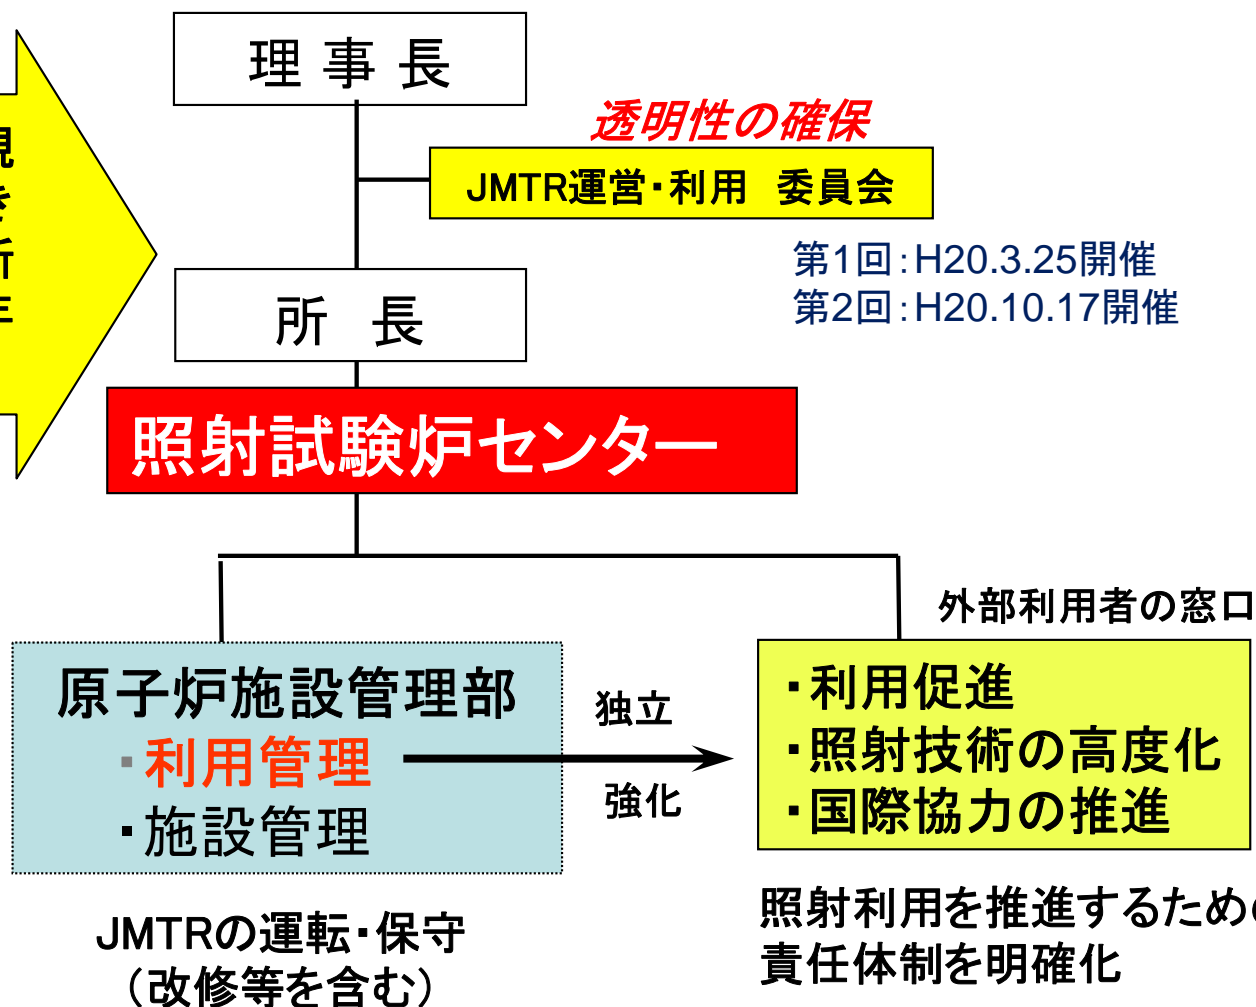 理 事 長
透明性の確保
JMTR運営・利用 委員会
第1回：H20.3.25開催
第2回：H20.10.17開催
所 長
照射試験炉センター
外部利用者の窓口
原子炉施設管理部
・利用管理
・施設管理
独立
強化
・利用促進
・照射技術の高度化
・国際協力の推進
JMTRの運転・保守
（改修等を含む）
照射利用を推進するための
責任体制を明確化